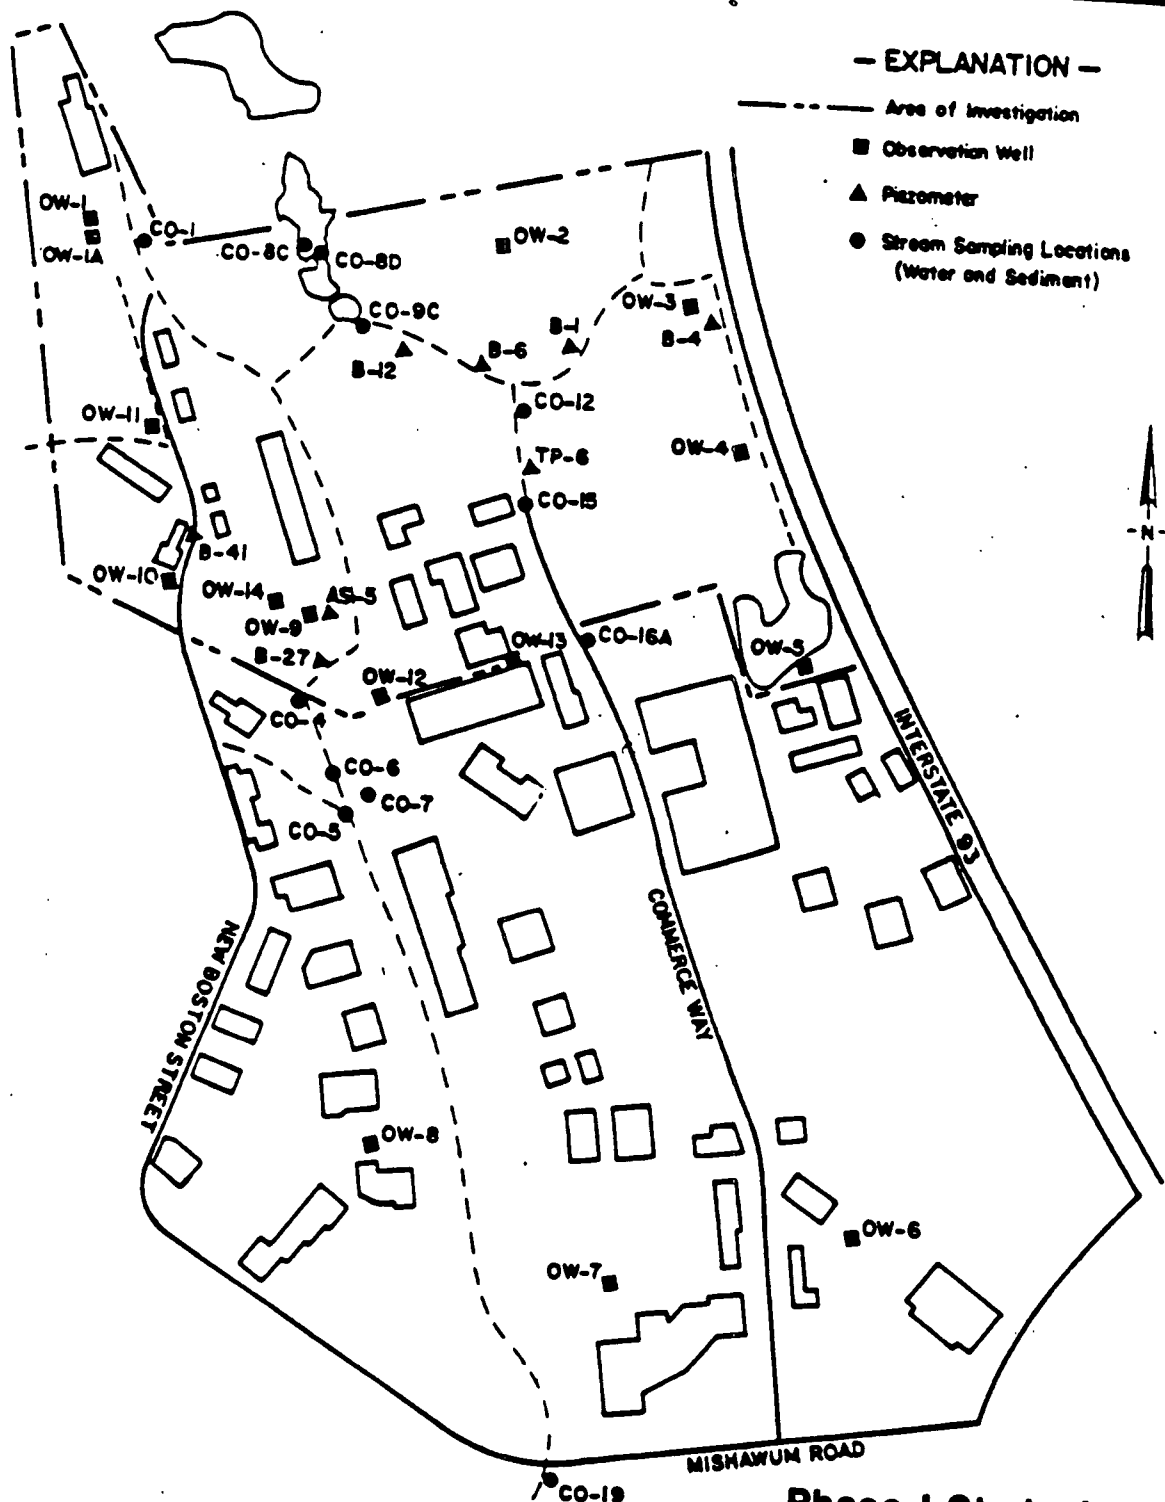 — EXPLANATION —
Area of Investigation
Observation Well
Piezometer
Stream Sampling Locations
(Water and Sediment)
OW-1
OW-1A
CO-1
CO-8C
CO-8D
OW-2
CO-9C
OW-3
B-4
B-1
B-6
B-12
CO-12
OW-11
OW-4
TP-6
CO-15
-N-
B-41
OW-10
OW-14
ASI-5
OW-9
B-27
OW-13
CO-16A
OW-5
OW-12
CO-4
CO-6
CO-7
CO-5
INTERSTATE 93
COMMERCE WAY
NEW BOSTON STREET
OW-8
OW-6
OW-7
MISHAWUM ROAD
CO-19